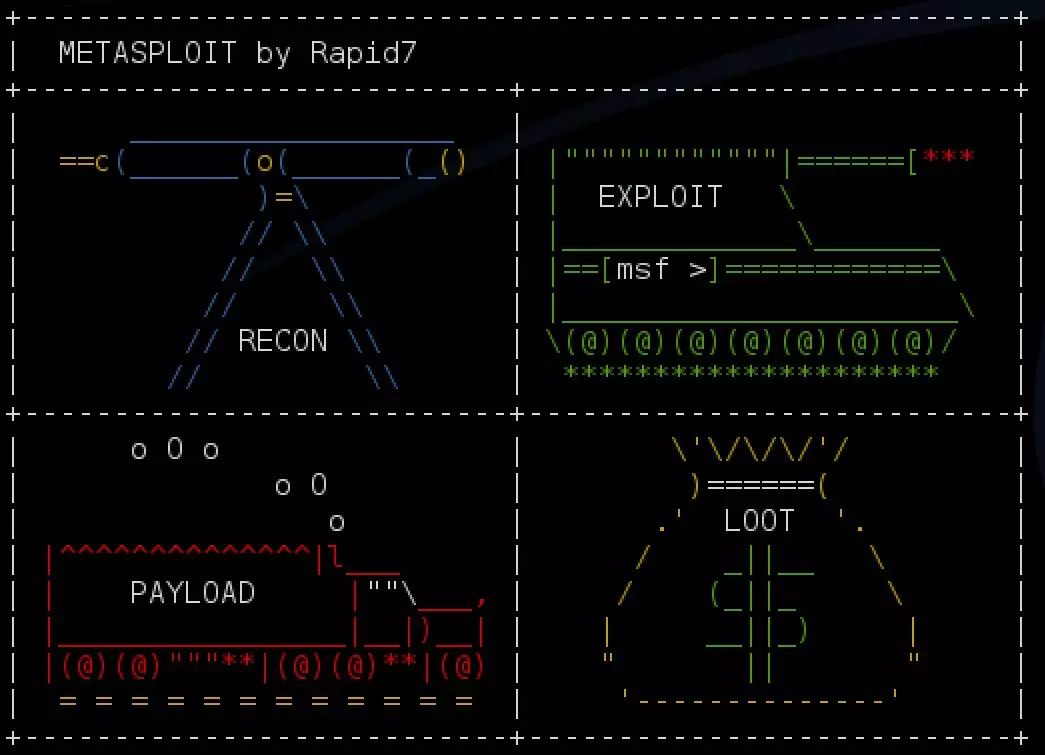 METASPLOIT by Rapid7
RECON
EXPLOIT
msf >
o O o
o O
o
PAYLOAD
LOOT